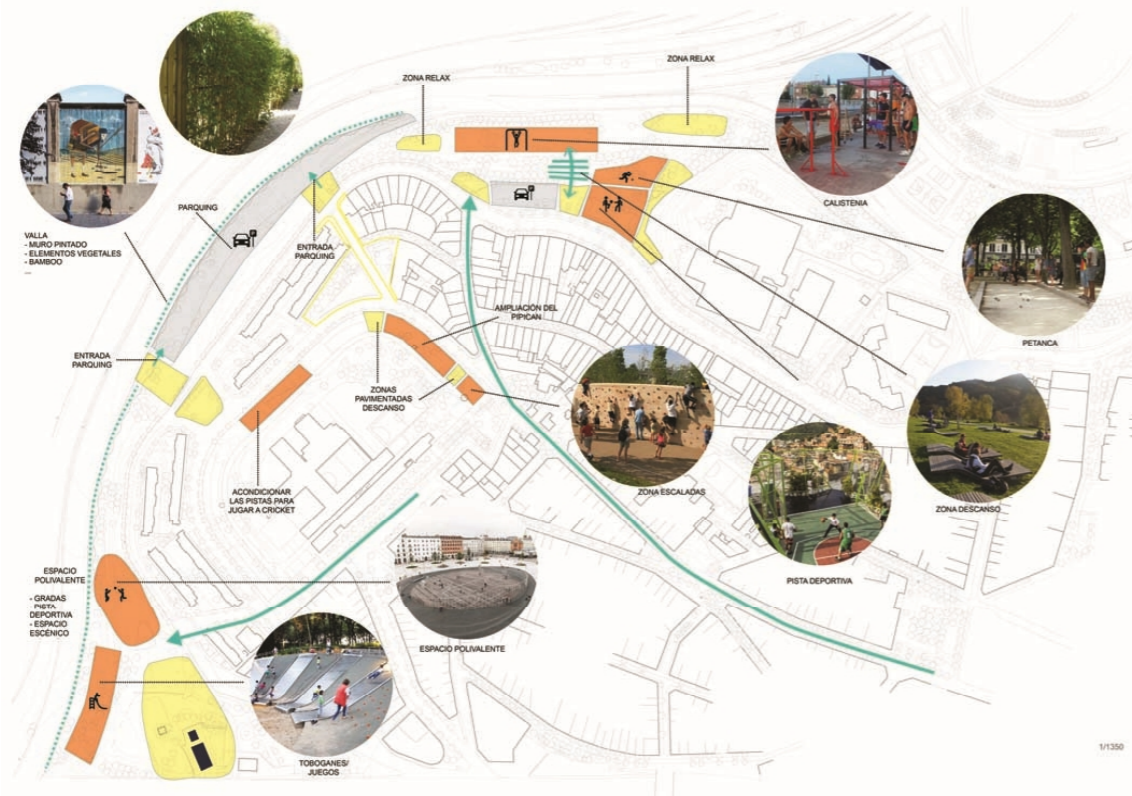 ZONA RELAX
ZONA RELAX
CALISTENIA
PARQUING
VALLA
- MURO PINTADO
- ELEMENTOS VEGETALES
- BAMBOO
...
ENTRADA
PARQUING
PETANCA
AMPLIACIÓN DEL
PIPICAN
ENTRADA
PARQUING
ZONAS
PAVIMENTADAS
DESCANSO
ZONA ESCALADAS
ZONA DESCANSO
ACONDICIONAR
LAS PISTAS PARA
JUGAR A CRICKET
PISTA DEPORTIVA
ESPACIO
POLIVALENTE
- GRADAS
- PISTA
DEPORTIVA
- ESPACIO
ESCÉNICO
ESPACIO POLIVALENTE
TOBOGANES/
JUEGOS
1/1350